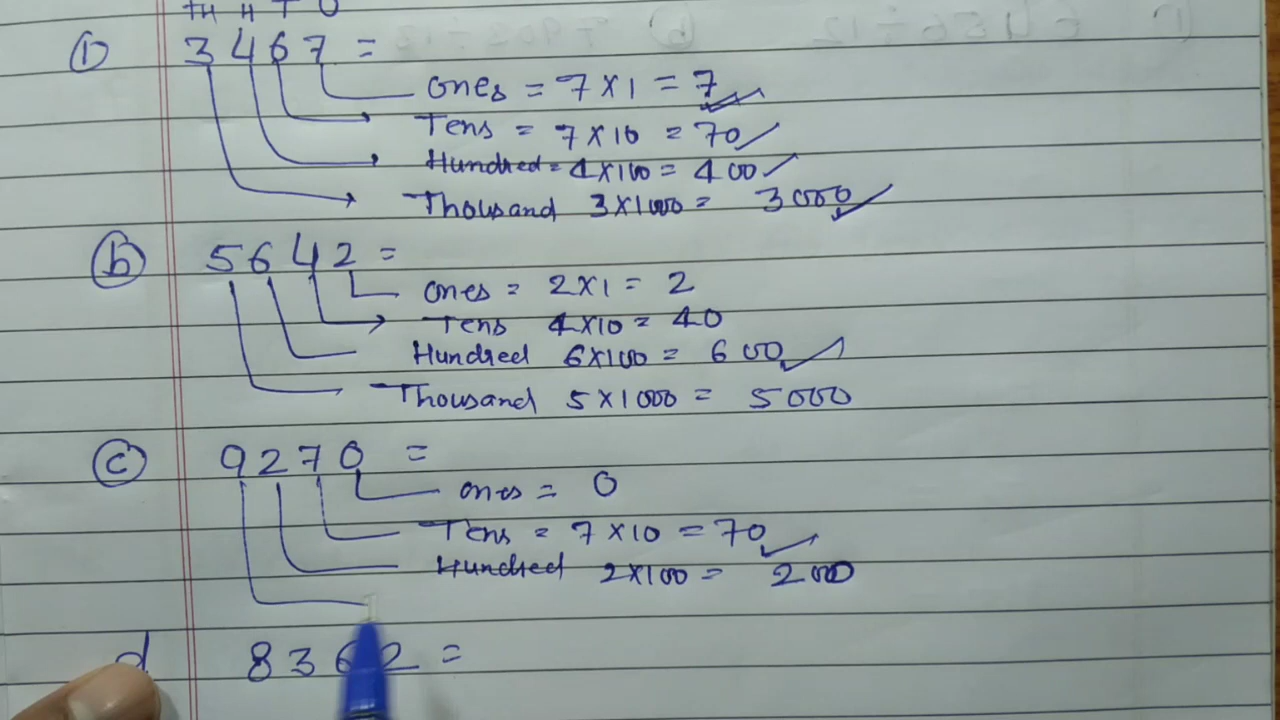 TH H T O
① 3467 =
ones = 7×1 = 7
Tens = 7×10 = 70
Hundred = 4×100 = 400
Thousand 3×1000 = 3000
ⓑ 5642 =
ones = 2×1 = 2
Tens 4×10 = 40
Hundred 6×100 = 600
Thousand 5×1000 = 5000
ⓒ 9270 =
ones = 0
Tens = 7×10 = 70
Hundred 2×100 = 200
d 8362 =